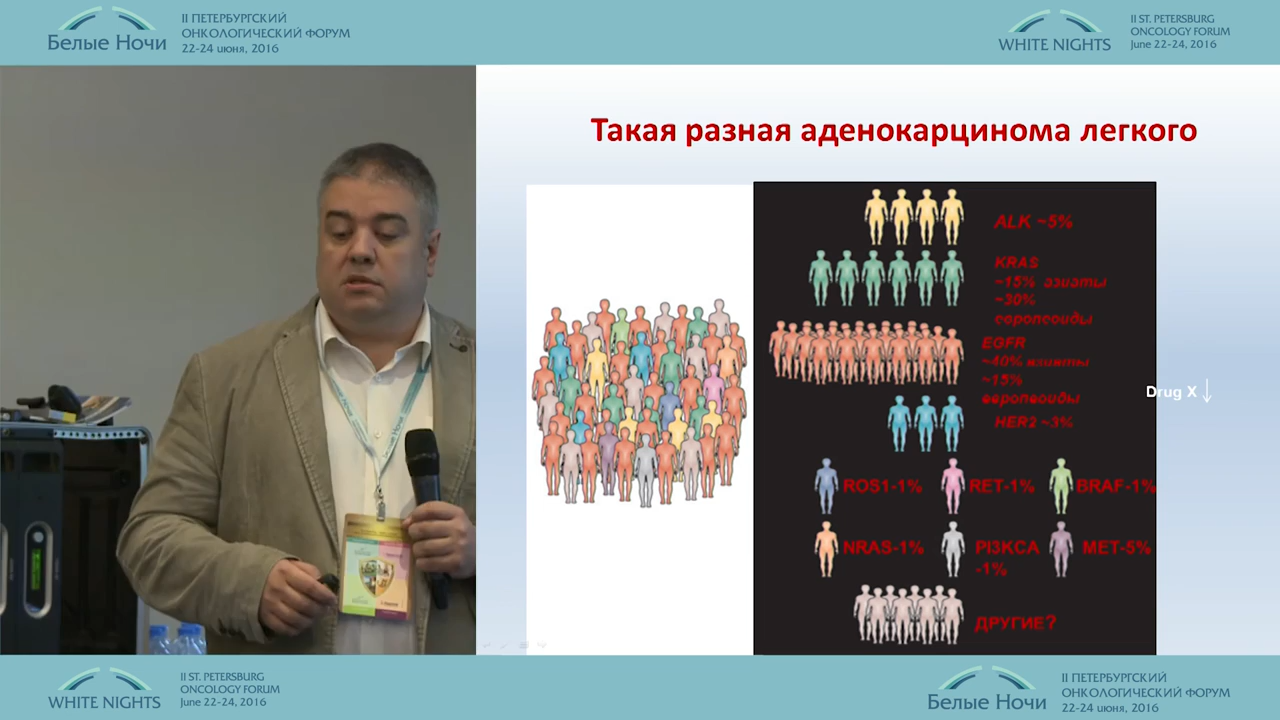 Белые Ночи
II ПЕТЕРБУРГСКИЙ
ОНКОЛОГИЧЕСКИЙ ФОРУМ
22-24 июня, 2016
WHITE NIGHTS
II ST. PETERSBURG
ONCOLOGY FORUM
June 22-24, 2016
Такая разная аденокарцинома легкого
ALK ~5%
KRAS
~15% азиаты
~30%
европеоиды
EGFR
~40% азиаты
~15%
европеоиды
HER2 ~3%
Drug X ↓
ROS1-1%
RET-1%
BRAF-1%
NRAS-1%
PI3KCA
-1%
MET-5%
ДРУГИЕ?
WHITE NIGHTS
II ST. PETERSBURG
ONCOLOGY FORUM
June 22-24, 2016
Белые Ночи
II ПЕТЕРБУРГСКИЙ
ОНКОЛОГИЧЕСКИЙ ФОРУМ
22-24 июня, 2016